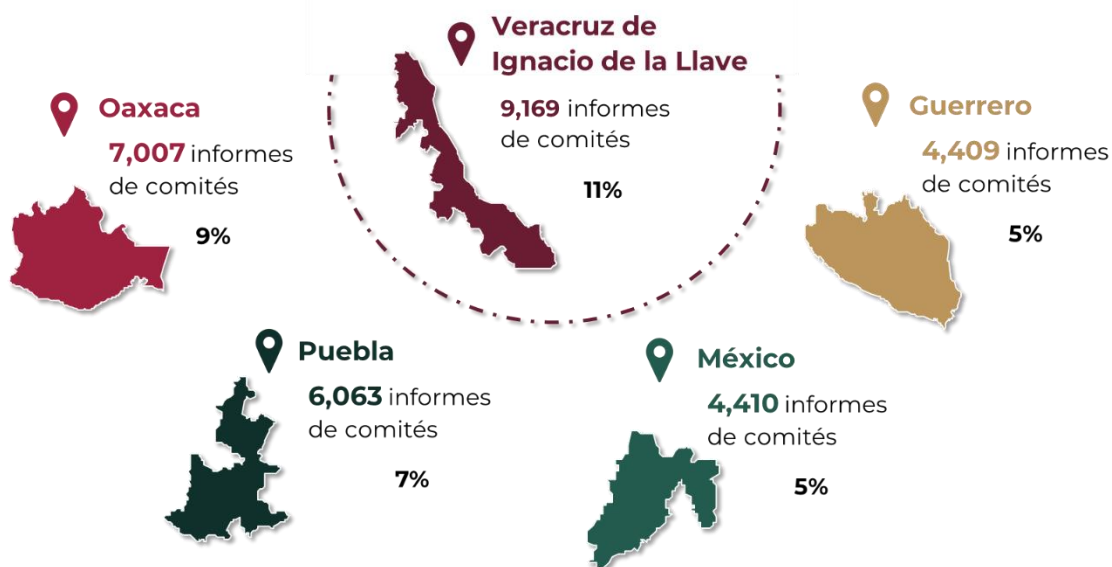 Veracruz de
Ignacio de la Llave
9,169 informes
de comités
11%
Oaxaca
7,007 informes
de comités
9%
Guerrero
4,409 informes
de comités
5%
Puebla
6,063 informes
de comités
7%
México
4,410 informes
de comités
5%